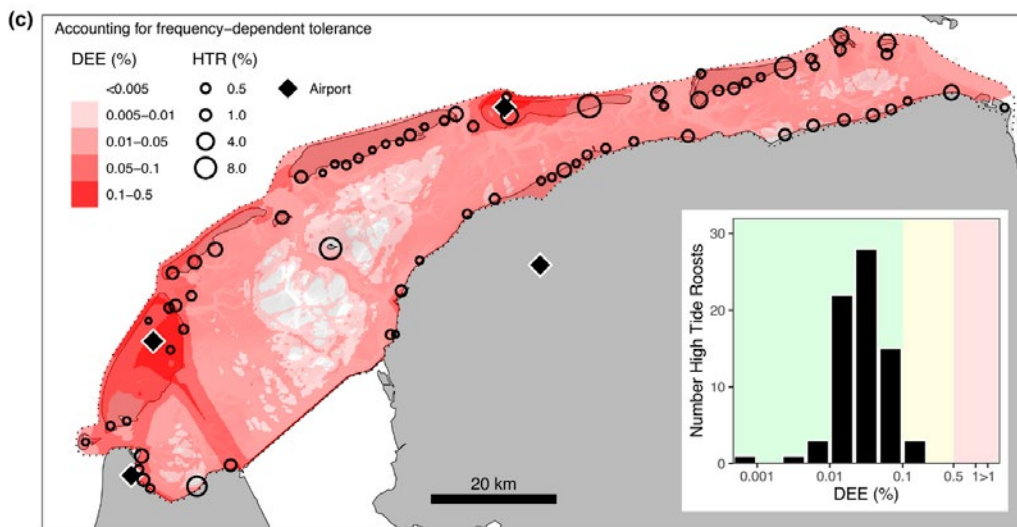 (c)
Accounting for frequency−dependent tolerance
DEE (%)
<0.005
0.005−0.01
0.01−0.05
0.05−0.1
0.1−0.5
HTR (%)
0.5
1.0
4.0
8.0
Airport
20 km
Number High Tide Roosts
30
20
10
0
0.001
0.01
0.1
0.5
1>1
DEE (%)